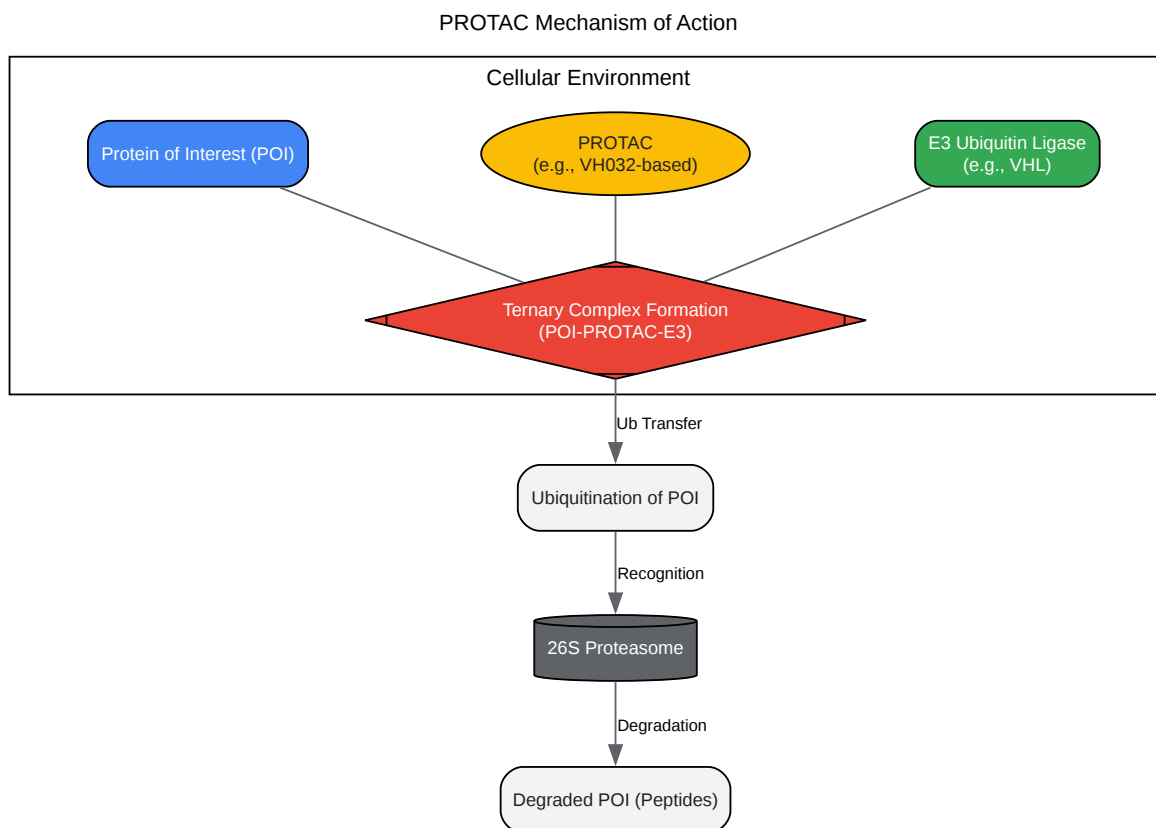 PROTAC Mechanism of Action
Cellular Environment
Protein of Interest (POI)
PROTAC
(e.g., VH032-based)
E3 Ubiquitin Ligase
(e.g., VHL)
Ternary Complex Formation
(POI-PROTAC-E3)
Ub Transfer
Ubiquitination of POI
Recognition
26S Proteasome
Degradation
Degraded POI (Peptides)